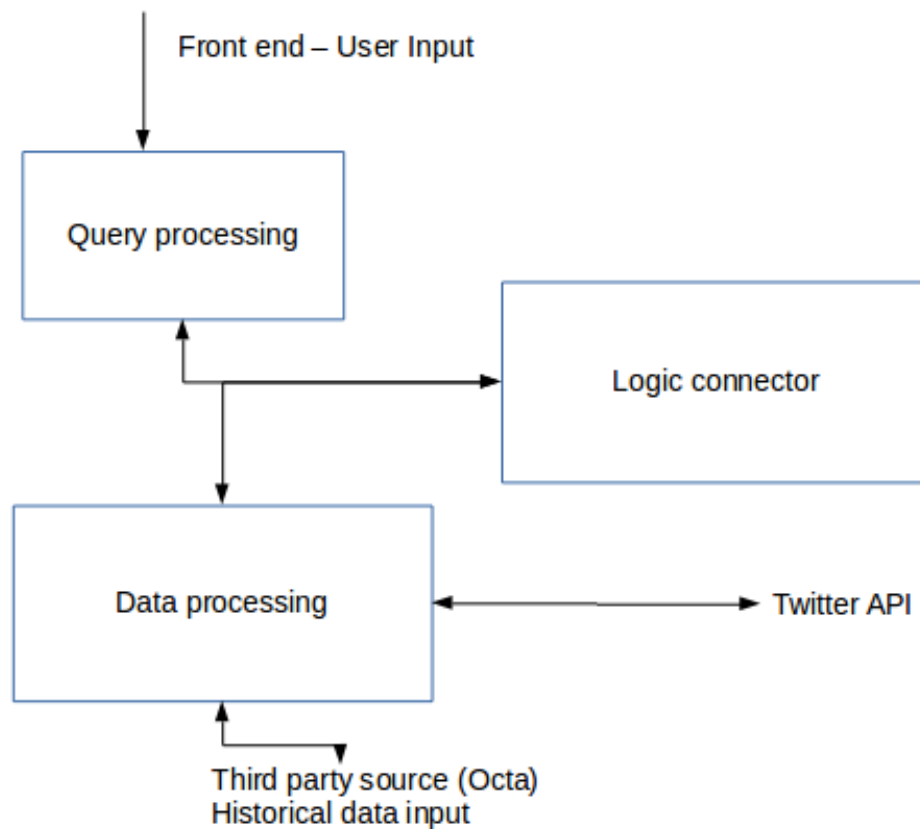 Front end – User Input
Query processing
Logic connector
Data processing
Twitter API
Third party source (Octa)
Historical data input